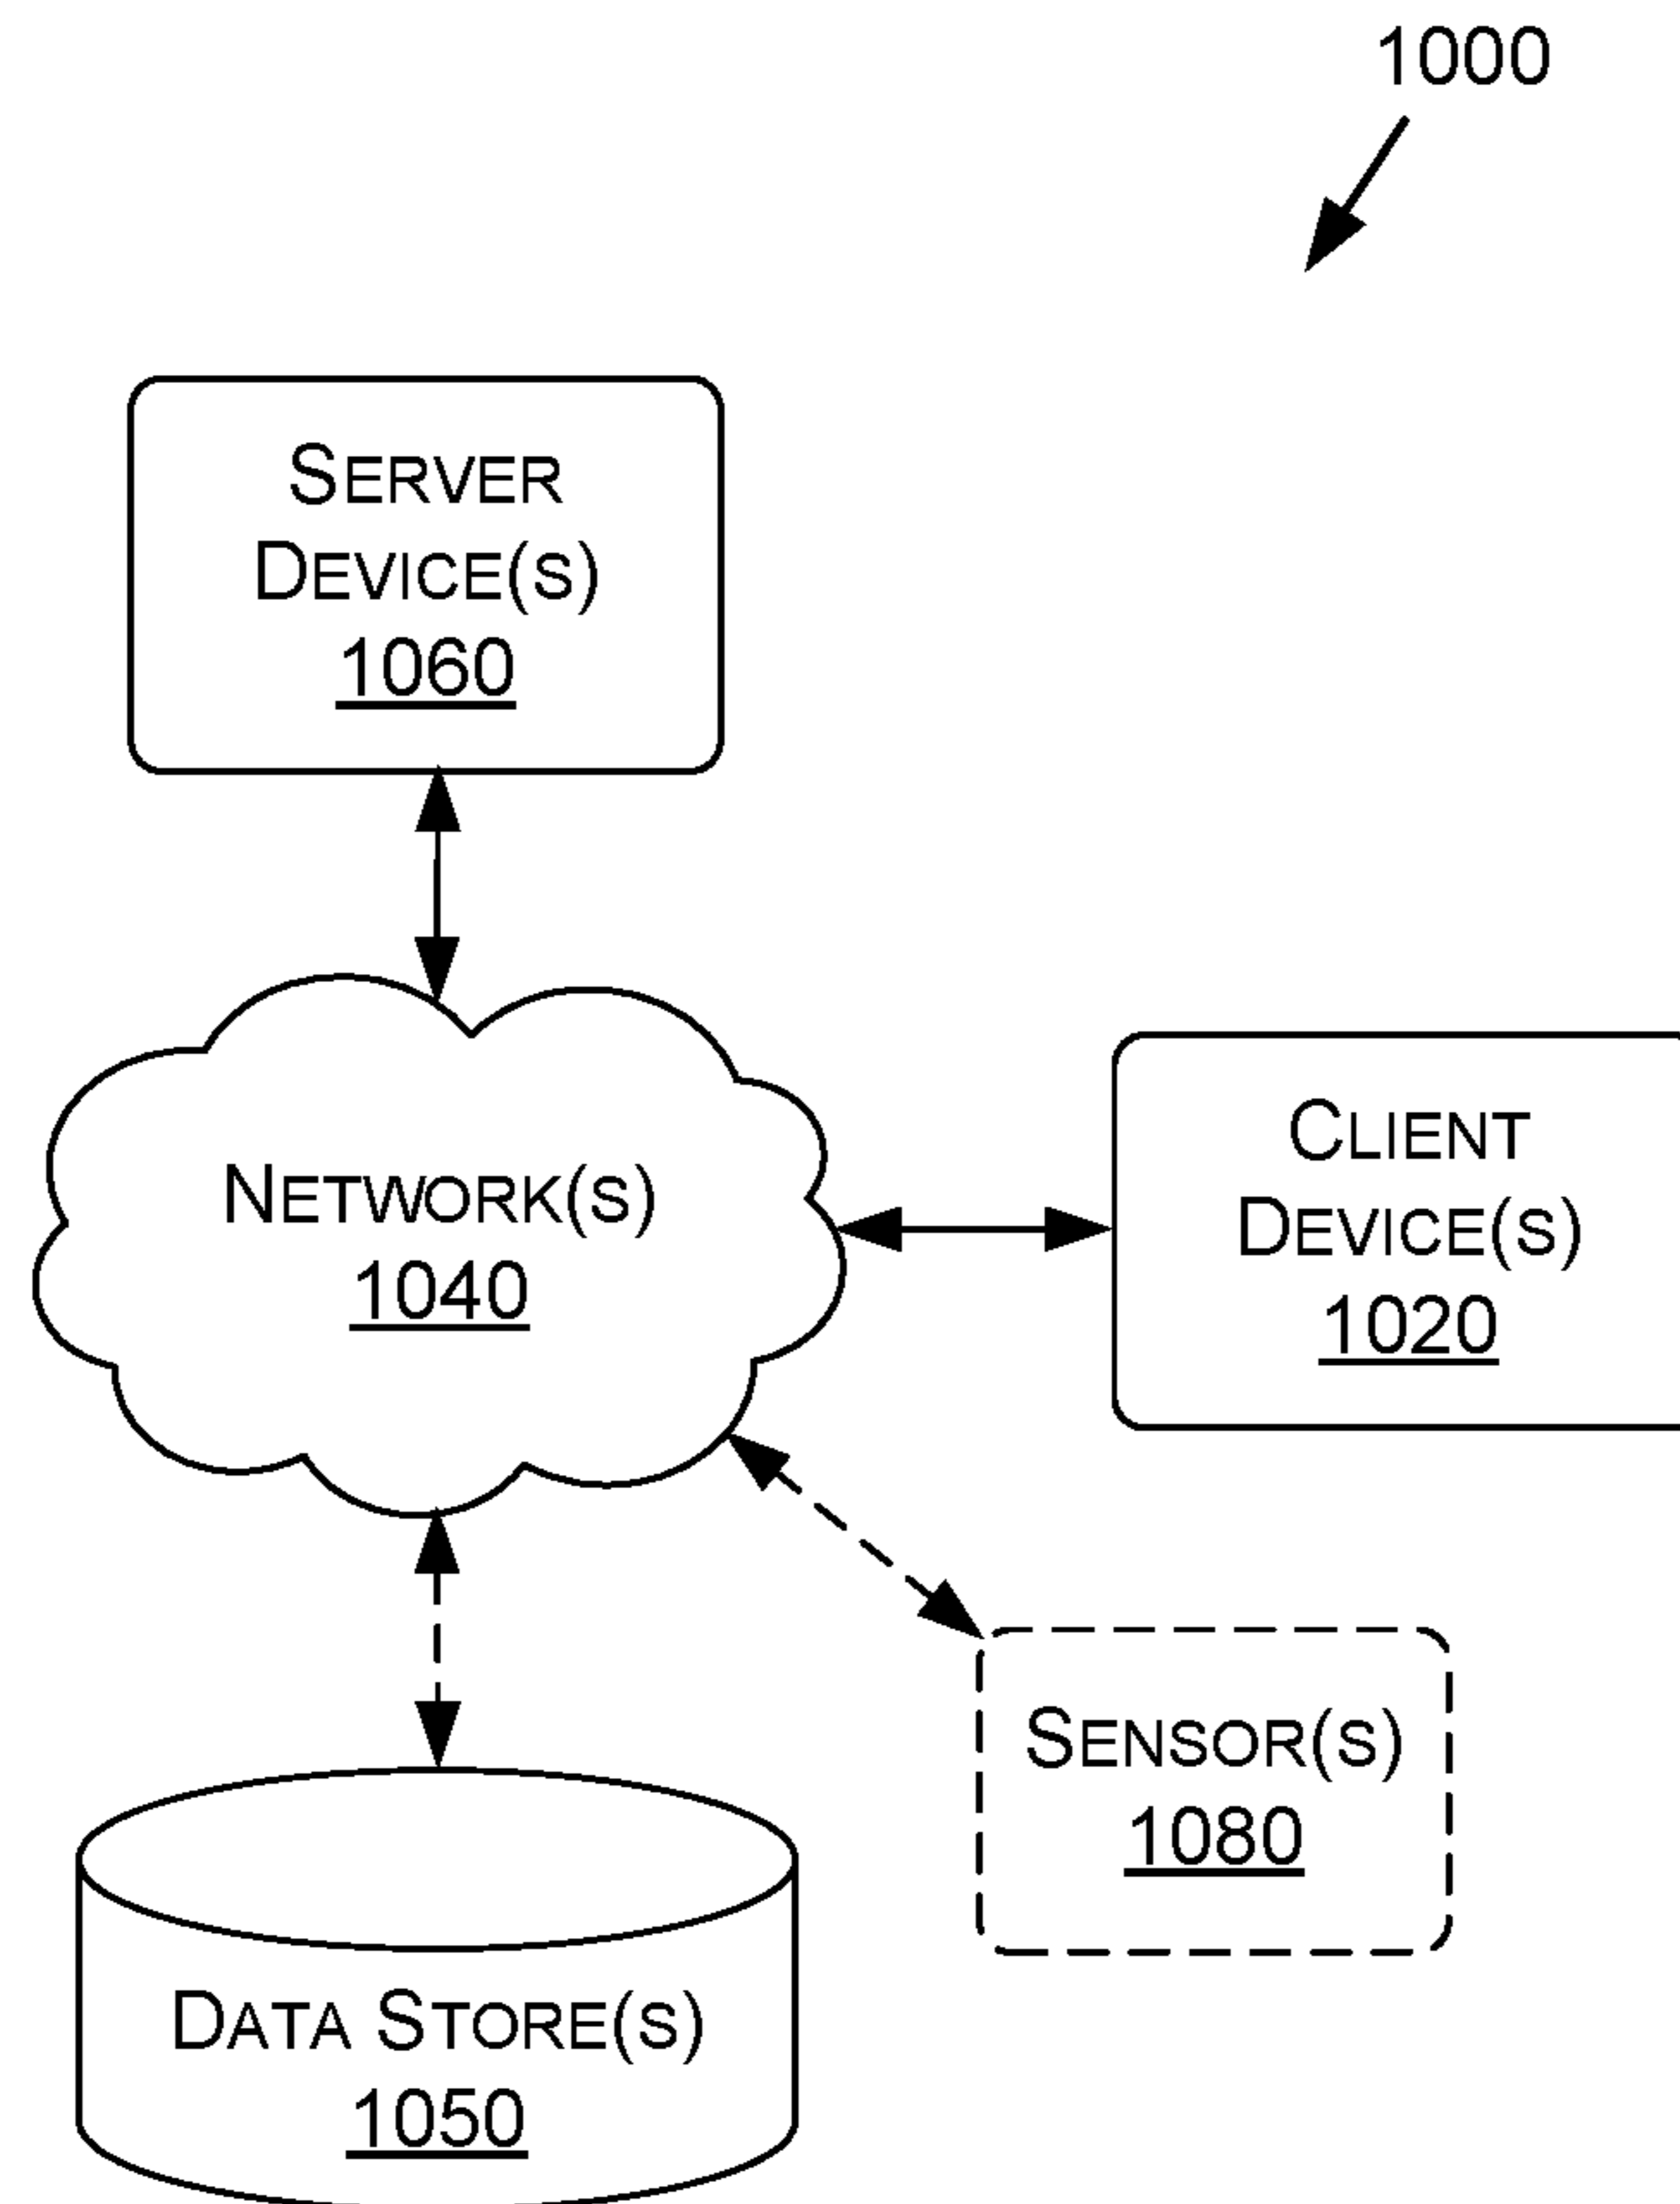 1000
SERVER
DEVICE(S)
1060
NETWORK(S)
1040
CLIENT
DEVICE(S)
1020
SENSOR(S)
1080
DATA STORE(S)
1050